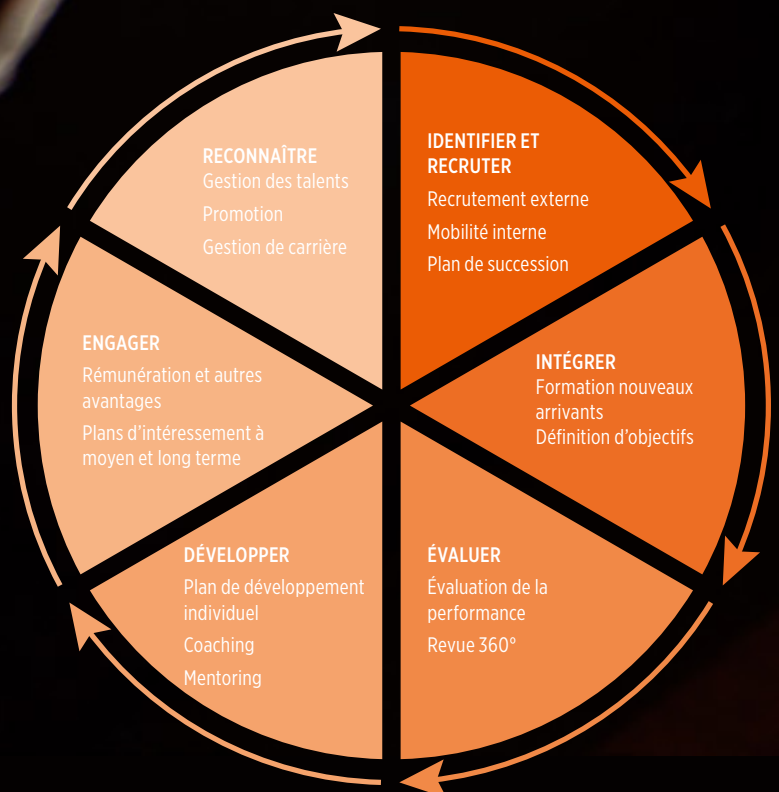 IDENTIFIER ET
RECRUTER
Recrutement externe
Mobilité interne
Plan de succession
INTÉGRER
Formation nouveaux
arrivants
Définition d'objectifs
ÉVALUER
Évaluation de la
performance
Revue 360°
DÉVELOPPER
Plan de développement
individuel
Coaching
Mentoring
ENGAGER
Rémunération et autres
avantages
Plans d'intéressement à
moyen et long terme
RECONNAÎTRE
Gestion des talents
Promotion
Gestion de carrière